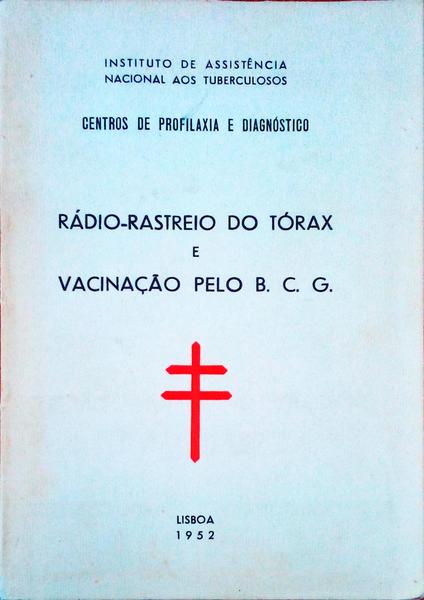 INSTITUTO DE ASSISTÊNCIA
NACIONAL AOS TUBERCULOSOS
CENTROS DE PROFILAXIA E DIAGNÓSTICO
RÁDIO-RASTREIO DO TÓRAX
E
VACINAÇÃO PELO B. C. G.
LISBOA
1952